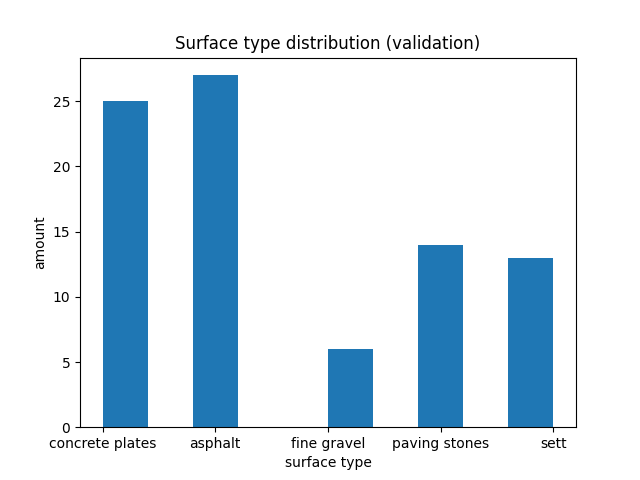 Surface type distribution (validation)
amount
25
20
15
10
5
0
concrete plates asphalt fine gravel paving stones sett
surface type